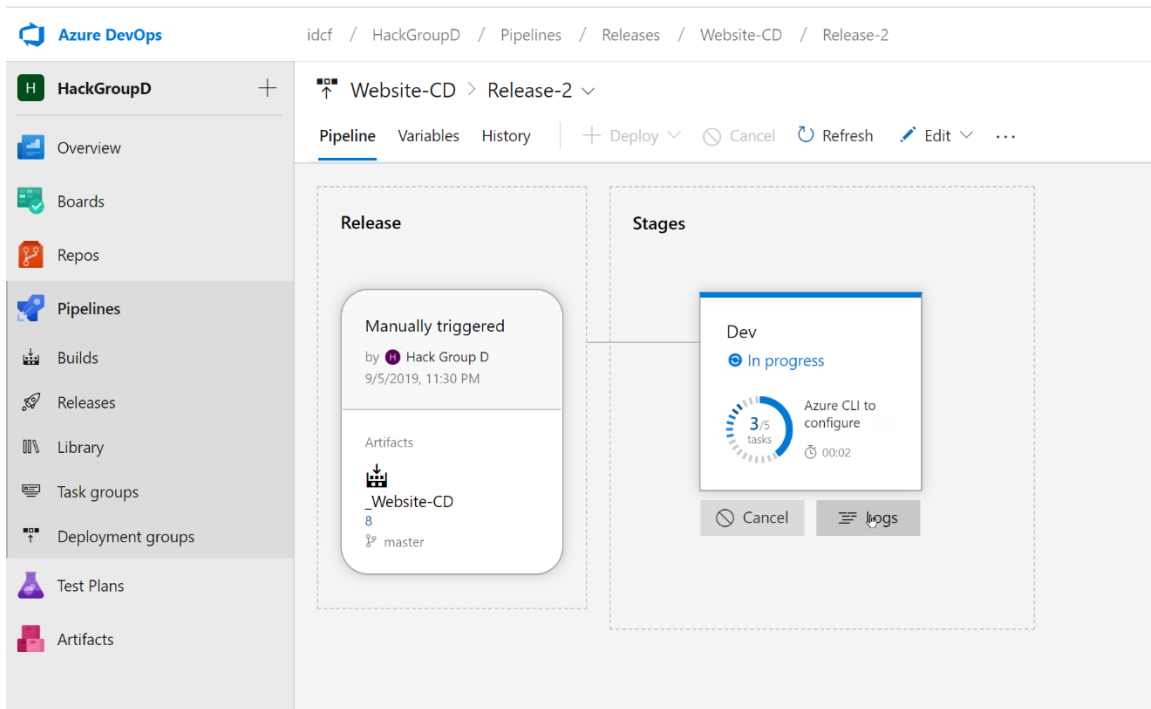 Azure DevOps
idcf / HackGroupD / Pipelines / Releases / Website-CD / Release-2
H HackGroupD
Website-CD > Release-2
Pipeline Variables History Deploy Cancel Refresh Edit ...
Overview
Boards
Repos
Pipelines
Builds
Releases
Library
Task groups
Deployment groups
Test Plans
Artifacts
Release
Manually triggered
by H Hack Group D
9/5/2019, 11:30 PM
Artifacts
_Website-CD
8
master
Stages
Dev
In progress
3/5
tasks
Azure CLI to
configure
00:02
Cancel Logs